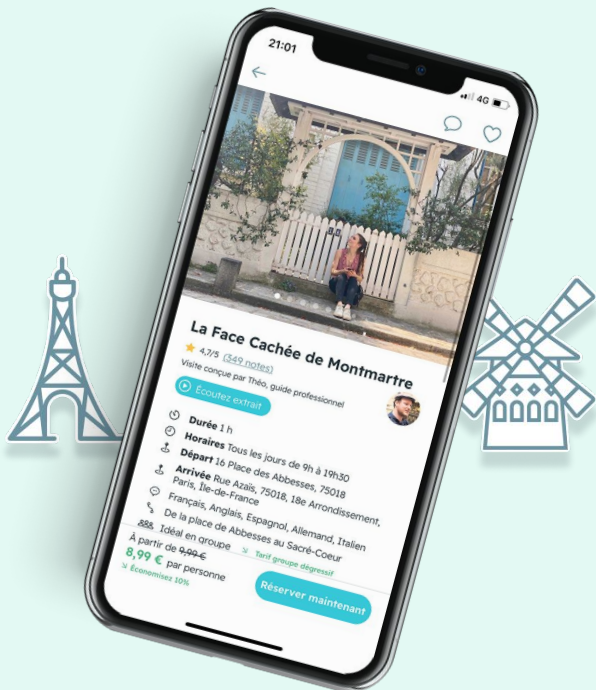 21:01
4G
La Face Cachée de Montmartre
4,7/5 (349 notes)
Visite conçue par Théo, guide professionnel
Écoutez extrait
Durée 1 h
Horaires Tous les jours de 9h à 19h30
Départ 16 Place des Abbesses, 75018
Arrivée Rue Azaïs, 75018, 18e Arrondissement,
Paris, Île-de-France
Français, Anglais, Espagnol, Allemand, Italien
De la place de Abbesses au Sacré-Coeur
Idéal en groupe Tarif groupe dégressif
À partir de 9,99 €
8,99 € par personne
Économisez 10%
Réserver maintenant